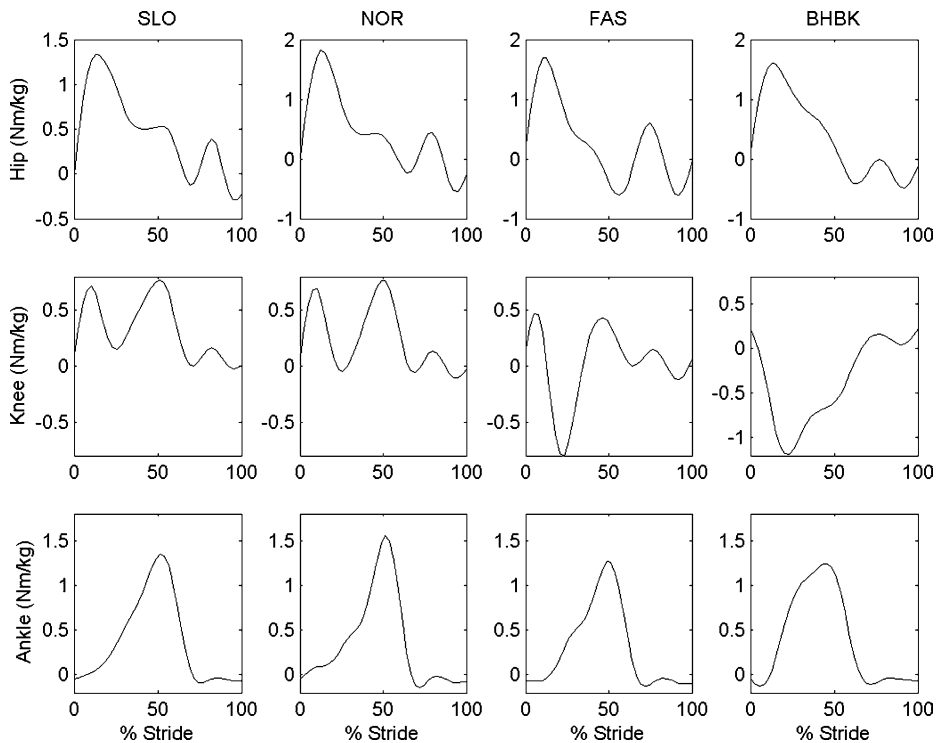 SLO NOR FAS BHBK
Hip (Nm/kg)
1.5 2 2 2
1 1 1 1
0.5 0 0 0
0 -1 -1 -1
-0.5
0 50 100 0 50 100 0 50 100 0 50 100
Knee (Nm/kg)
0.5 0.5 0.5 0.5
0 0 0 0
-0.5 -0.5 -0.5 -0.5
-1
0 50 100 0 50 100 0 50 100 0 50 100
Ankle (Nm/kg)
1.5 1.5 1.5 1.5
1 1 1 1
0.5 0.5 0.5 0.5
0 0 0 0
0 50 100 0 50 100 0 50 100 0 50 100
% Stride % Stride % Stride % Stride